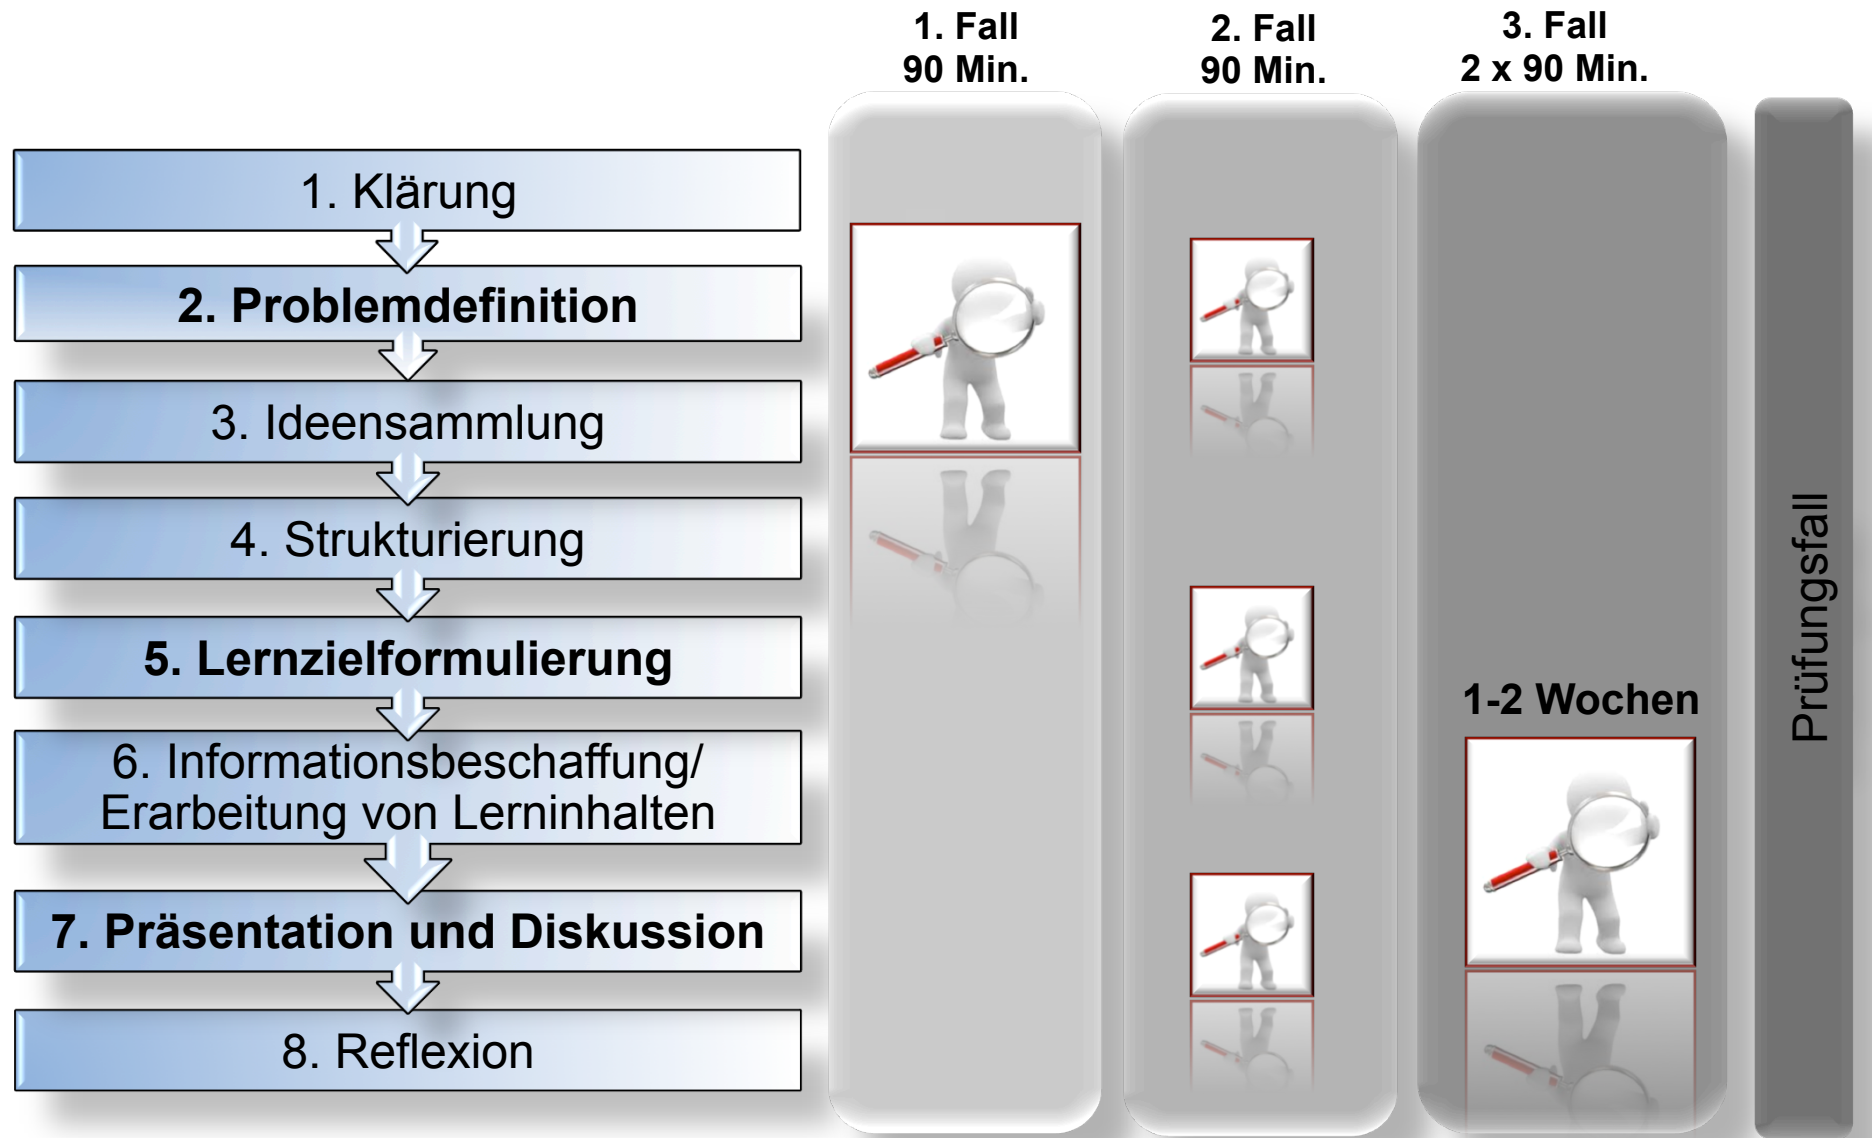 1. Fall
90 Min.
2. Fall
90 Min.
3. Fall
2 x 90 Min.
1. Klärung
2. Problemdefinition
3. Ideensammlung
4. Strukturierung
5. Lernzielformulierung
6. Informationsbeschaffung/
Erarbeitung von Lerninhalten
7. Präsentation und Diskussion
8. Reflexion
1-2 Wochen
Prüfungsfall